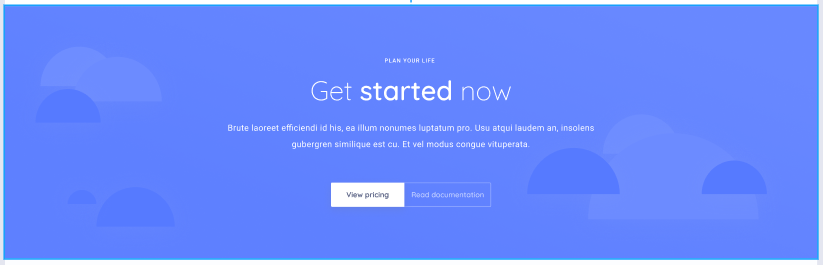 PLAN YOUR LIFE
Get started now
Brute laoreet efficiendi id his, ea illum nonumes luptatum pro. Usu atqui laudem an, insolens
gubergren similique est cu. Et vel modus congue vituperata.
View pricing
Read documentation